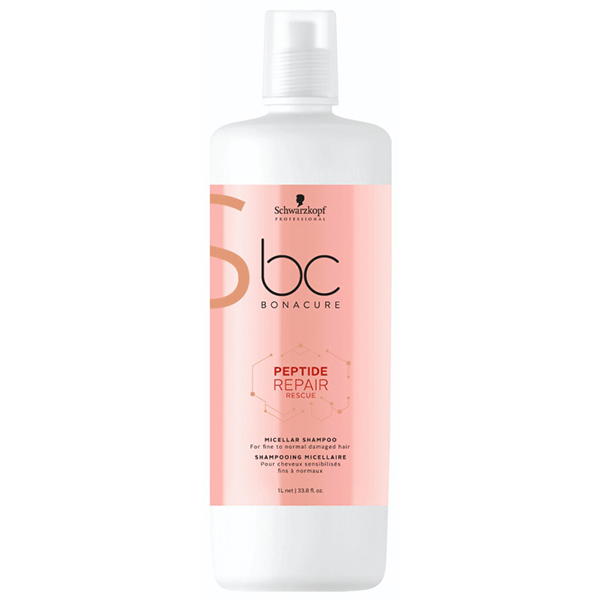 Schwarzkopf
PROFESSIONAL
bc
BONACURE
PEPTIDE
REPAIR
RESCUE
MICELLAR SHAMPOO
For fine to normal damaged hair
SHAMPOOING MICELLAIRE
Pour cheveux sensibilisés
fins à normaux
1L net | 33.8 fl. oz.